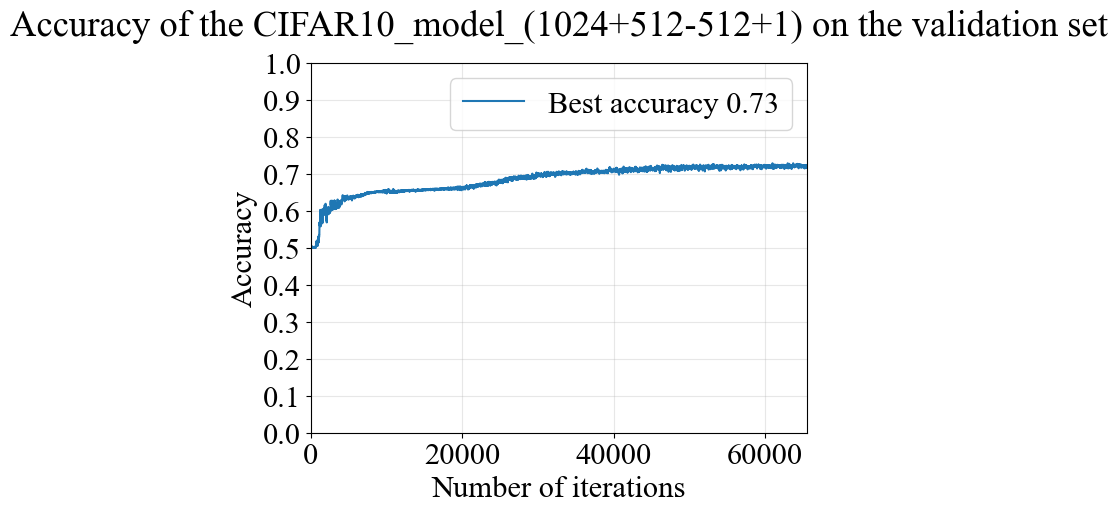 Accuracy of the CIFAR10_model_(1024+512-512+1) on the validation set
Best accuracy 0.73
1.0
0.9
0.8
0.7
0.6
0.5
0.4
0.3
0.2
0.1
0.0
Accuracy
0 20000 40000 60000
Number of iterations